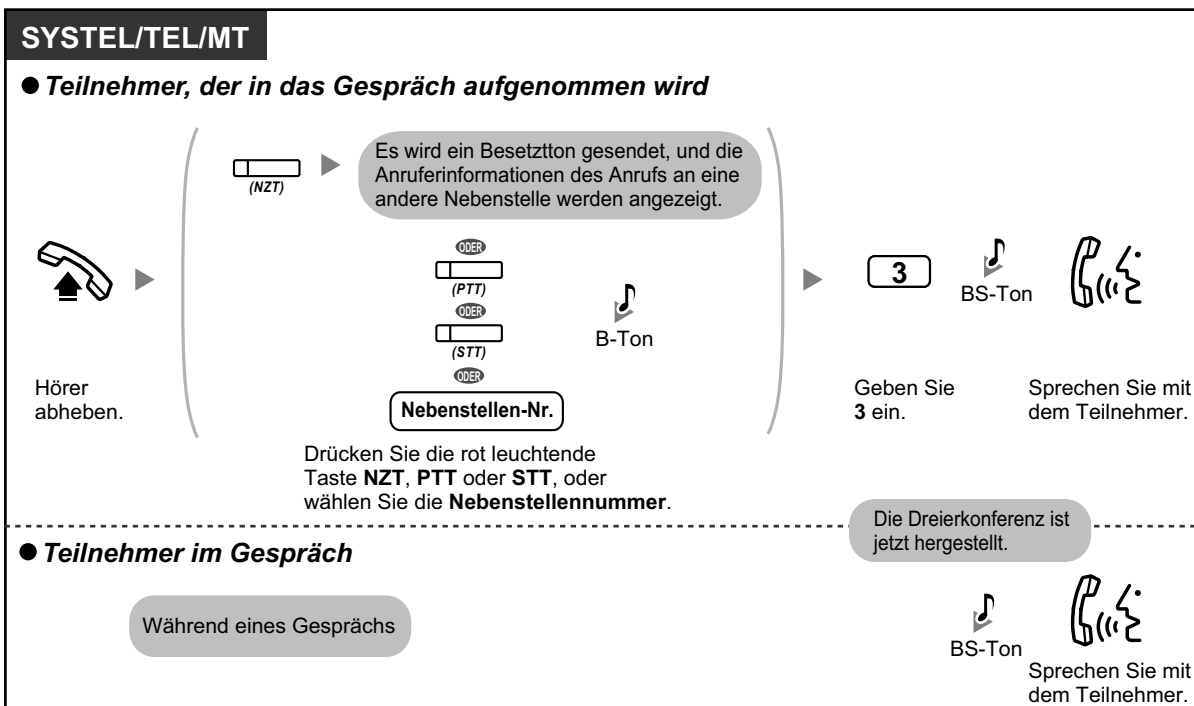 SYSTEL/TEL/MT
● Teilnehmer, der in das Gespräch aufgenommen wird
(NZT)
Es wird ein Besetztton gesendet, und die
Anruferinformationen des Anrufs an eine
andere Nebenstelle werden angezeigt.
ODER
(PTT)
ODER
(STT)
ODER
Nebenstellen-Nr.
B-Ton
3
BS-Ton
Hörer
abheben.
Drücken Sie die rot leuchtende
Taste NZT, PTT oder STT, oder
wählen Sie die Nebenstellennummer.
Geben Sie
3 ein.
Sprechen Sie mit
dem Teilnehmer.
Die Dreierkonferenz ist
jetzt hergestellt.
● Teilnehmer im Gespräch
Während eines Gesprächs
BS-Ton
Sprechen Sie mit
dem Teilnehmer.